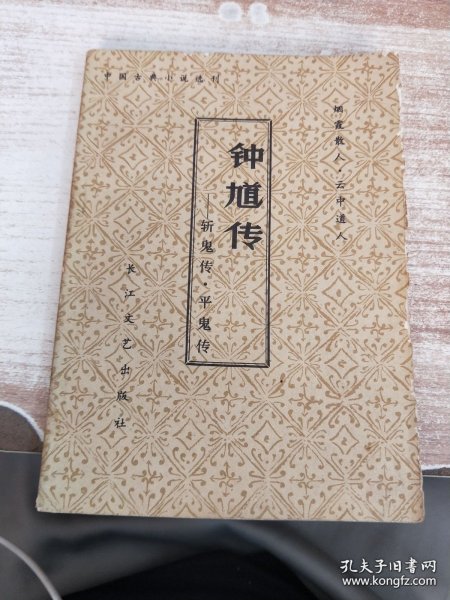 中国古典小说选刊
烟霞散人·云中道人
钟馗传
——斩鬼传·平鬼传
长江文艺出版社
孔夫子旧书网
www.kongfz.com